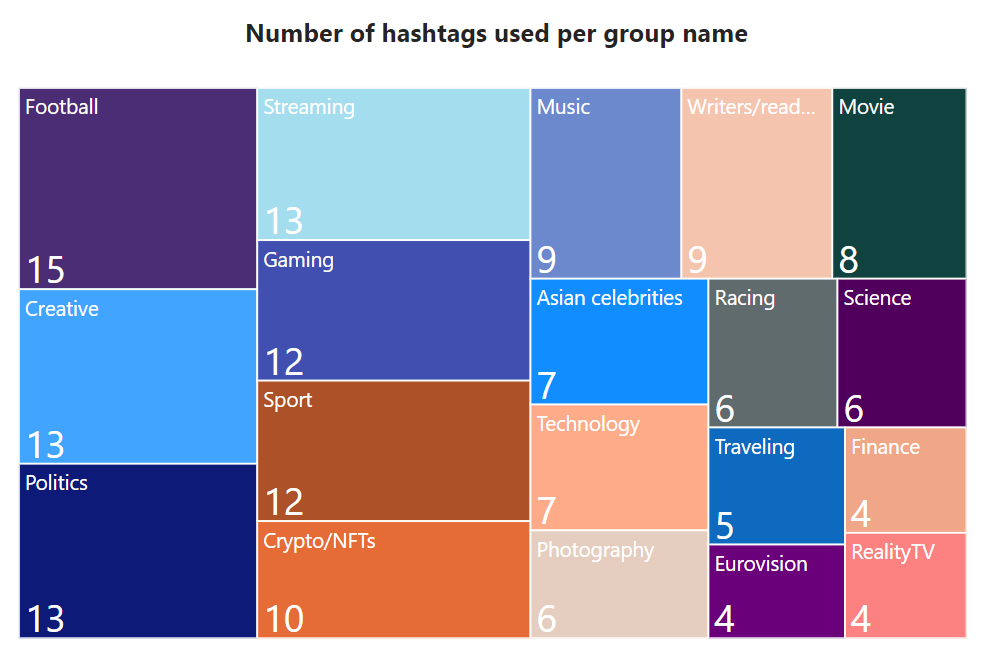 Number of hashtags used per group name
Football
15
Creative
13
Politics
13
Streaming
13
Gaming
12
Sport
12
Crypto/NFTs
10
Music
9
Writers/read...
9
Movie
8
Asian celebrities
7
Technology
7
Photography
6
Racing
6
Science
6
Traveling
5
Eurovision
4
Finance
4
RealityTV
4